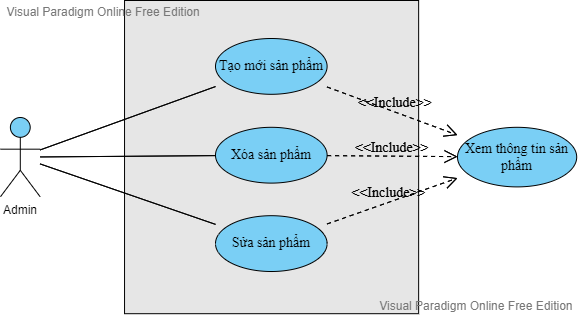 Visual Paradigm Online Free Edition
Tạo mới sản phẩm
<<Include>>
Xóa sản phẩm
<<Include>>
Xem thông tin sản
phẩm
<<Include>>
Admin
Sửa sản phẩm
Visual Paradigm Online Free Edition